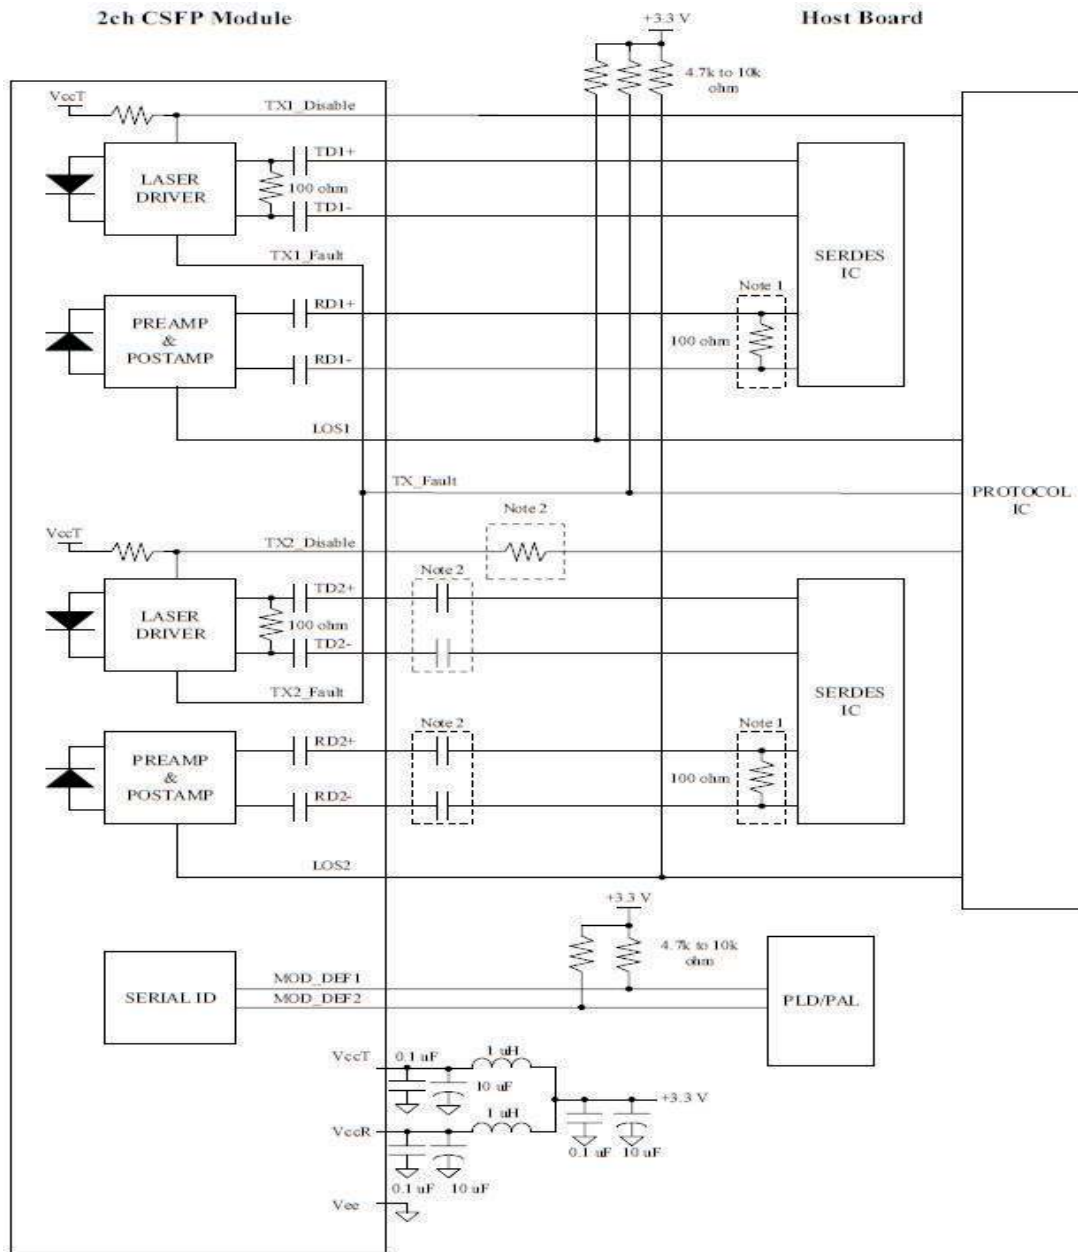 2ch CSFP Module
Host Board
+3.3 V
4.7k to 10k
ohm
VccT
TX1_Disable
LASER
DRIVER
TD1+
100 ohm
TD1-
TX1_Fault
SERDES
IC
PREAMP
&
POSTAMP
RD1+
RD1-
Note 1
100 ohm
LOS1
TX_Fault
PROTOCOL
IC
Note 2
VccT
TX2_Disable
Note 2
LASER
DRIVER
TD2+
100 ohm
TD2-
TX2_Fault
SERDES
IC
PREAMP
&
POSTAMP
RD2+
RD2-
Note 2
Note 1
100 ohm
LOS2
+3.3 V
4.7k to 10k
ohm
SERIAL ID
MOD_DEF1
MOD_DEF2
PLD/PAL
VccT
0.1 uF
1 uH
10 uF
+3.3 V
1 uH
VccR
0.1 uF
10 uF
0.1 uF
10 uF
Vee